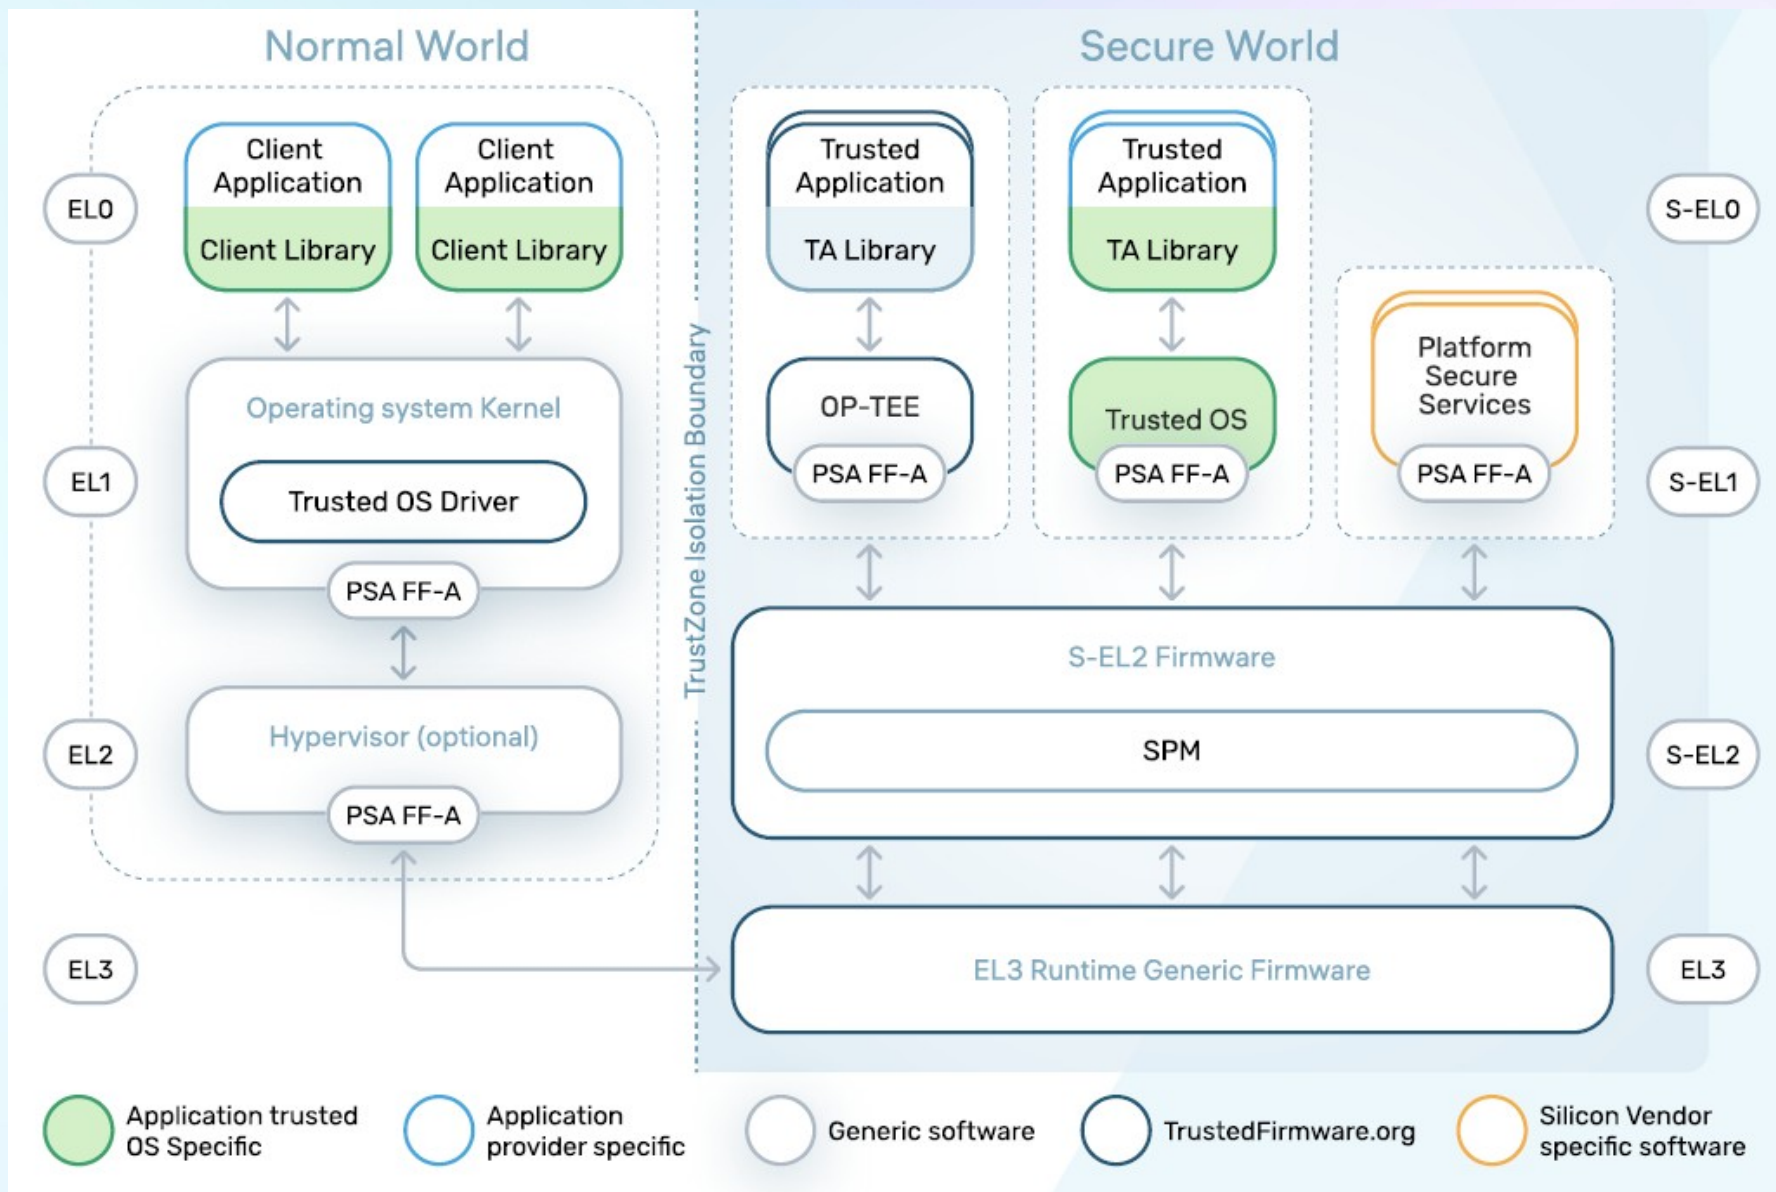 Normal World
Secure World
EL0
Client
Application
Client Library
Client
Application
Client Library
Operating system Kernel
EL1
Trusted OS Driver
PSA FF-A
EL2
Hypervisor (optional)
PSA FF-A
EL3
TrustZone Isolation Boundary
Trusted
Application
TA Library
OP-TEE
PSA FF-A
Trusted
Application
TA Library
Trusted OS
PSA FF-A
Platform
Secure
Services
PSA FF-A
S-EL0
S-EL1
S-EL2 Firmware
SPM
S-EL2
EL3 Runtime Generic Firmware
EL3
Application trusted
OS Specific
Application
provider specific
Generic software
TrustedFirmware.org
Silicon Vendor
specific software